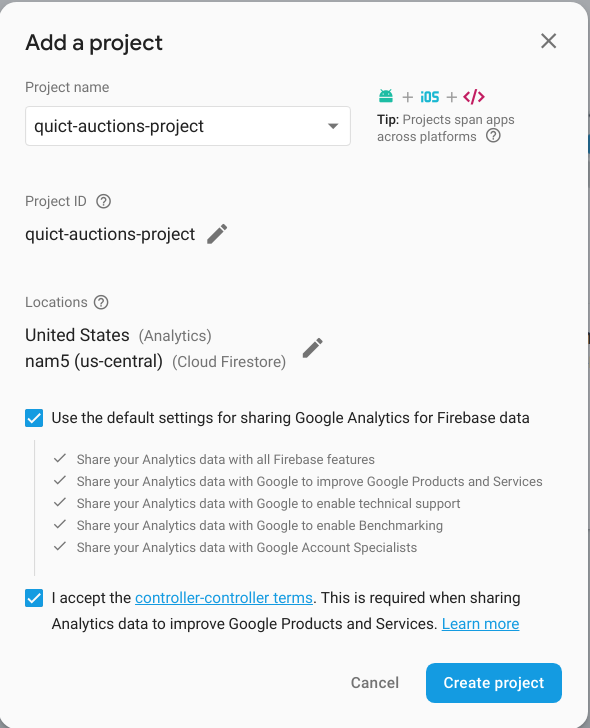 Add a project
Project name
quict-auctions-project
+ iOS + </>
Tip: Projects span apps
across platforms ?
Project ID ?
quict-auctions-project
Locations ?
United States (Analytics)
nam5 (us-central) (Cloud Firestore)
Use the default settings for sharing Google Analytics for Firebase data
Share your Analytics data with all Firebase features
Share your Analytics data with Google to improve Google Products and Services
Share your Analytics data with Google to enable technical support
Share your Analytics data with Google to enable Benchmarking
Share your Analytics data with Google Account Specialists
I accept the controller-controller terms. This is required when sharing
Analytics data to improve Google Products and Services. Learn more
Cancel Create project